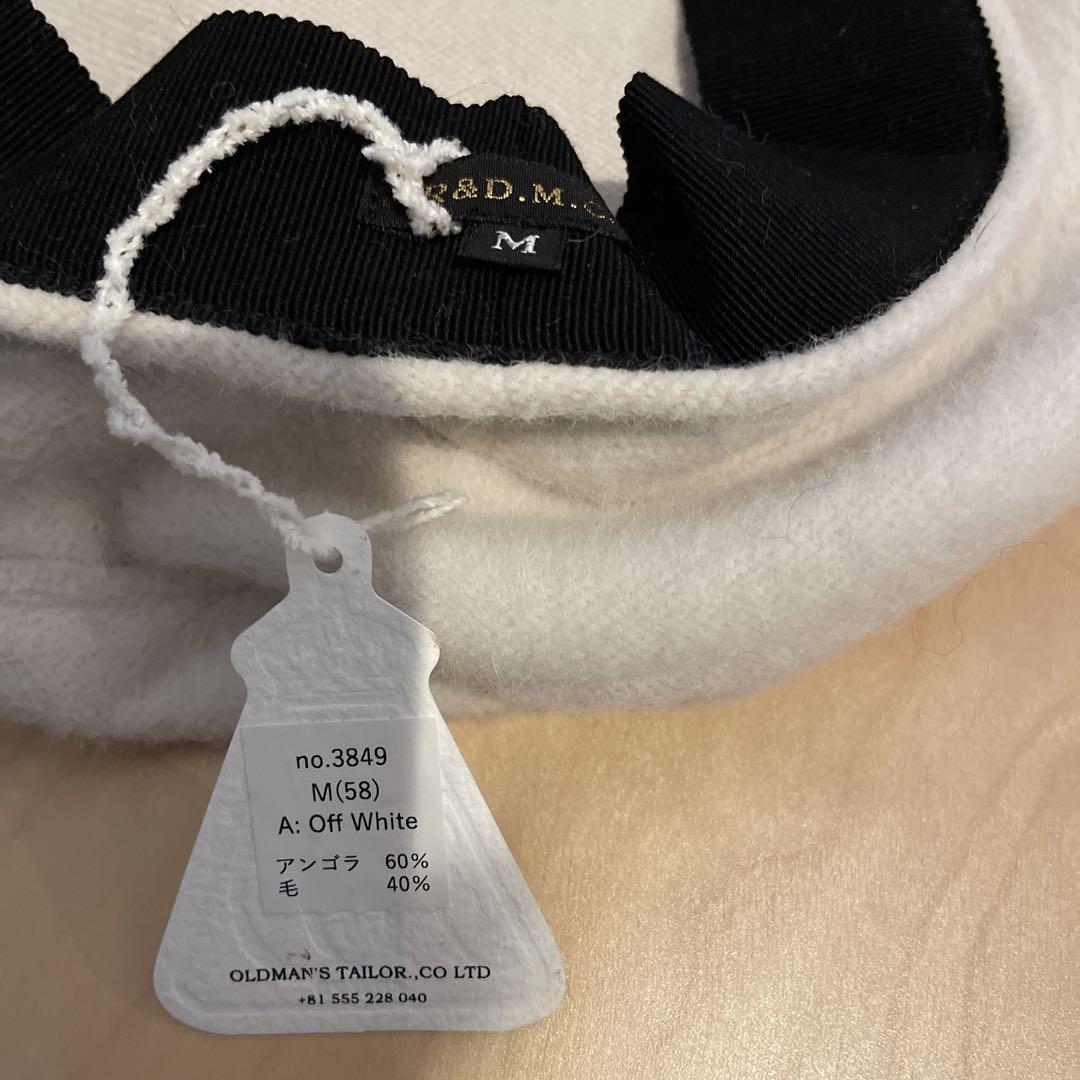 &D.M.
M
no.3849
M(58)
A: Off White
アンゴラ 60%
毛 40%
OLDMAN'S TAILOR.,CO LTD
+81 555 228 040